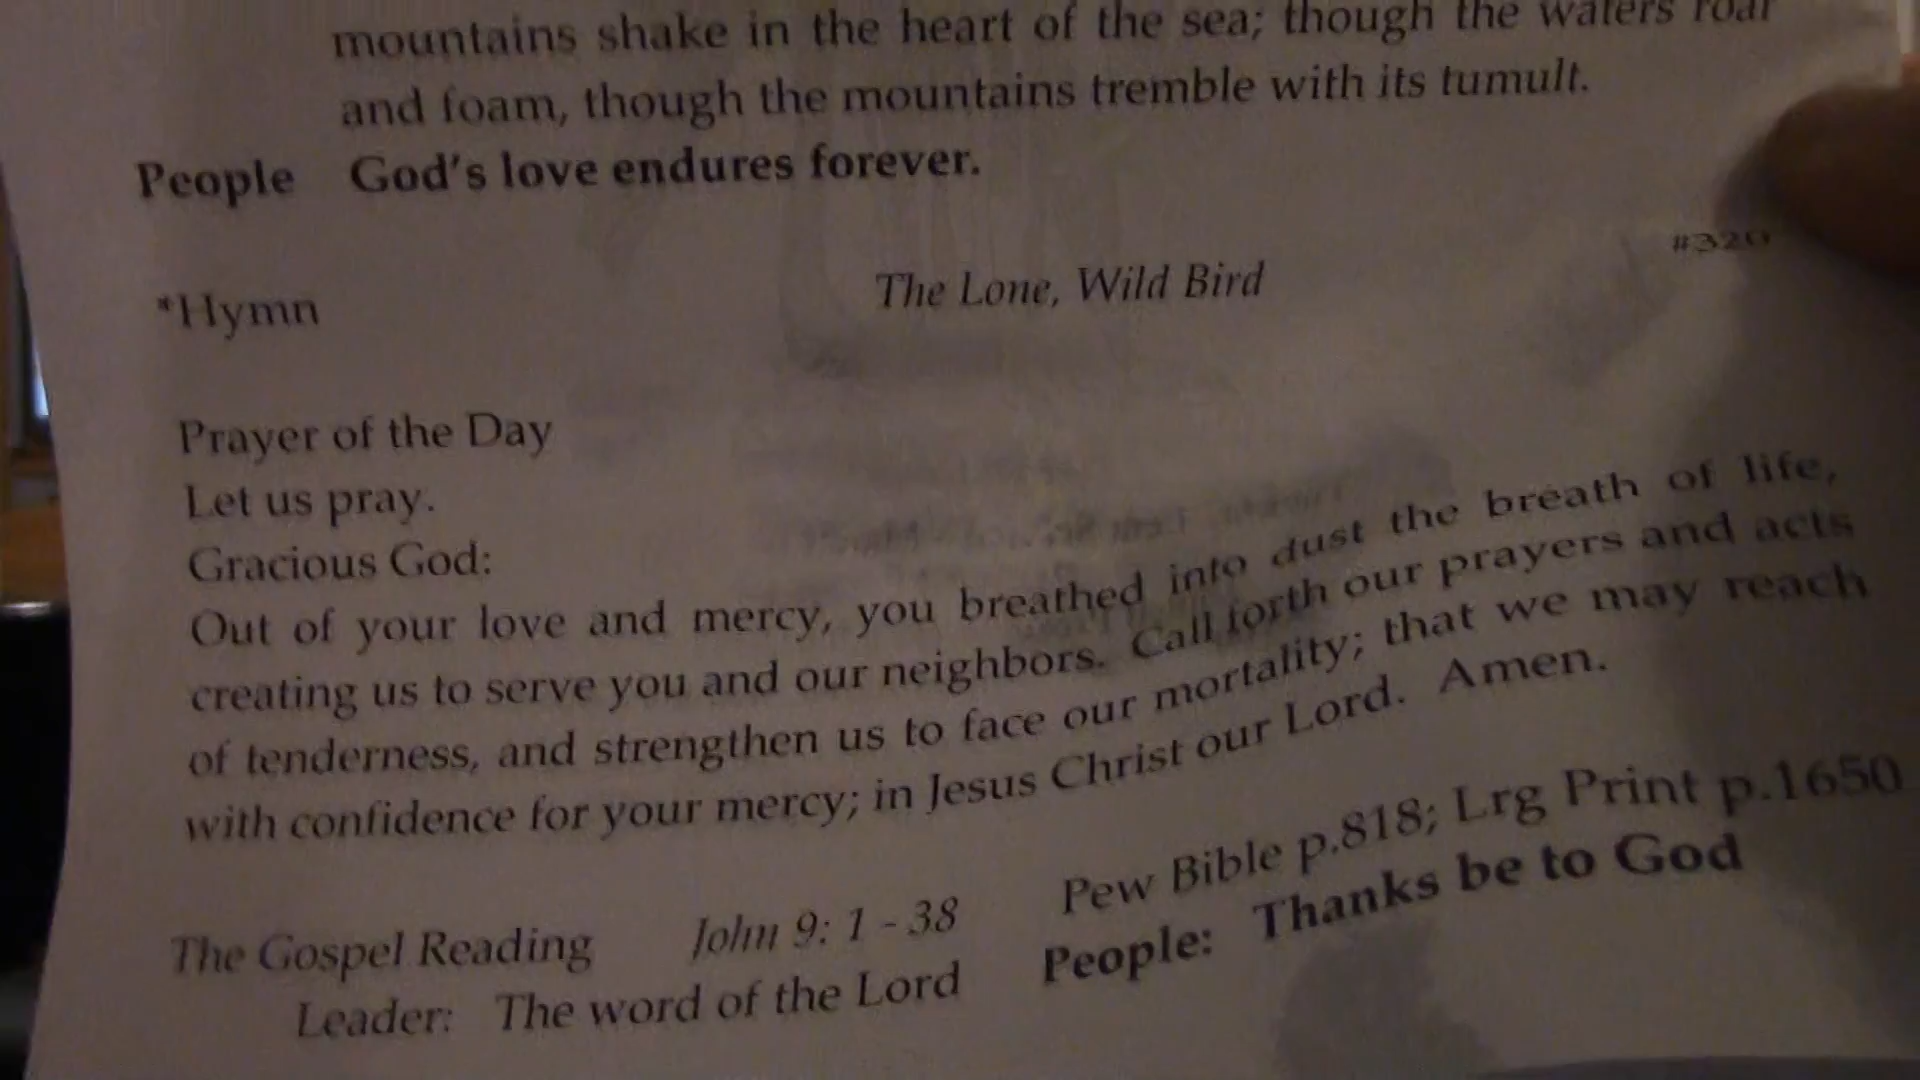 mountains shake in the heart of the sea; though the waters roar
and foam, though the mountains tremble with its tumult.
People God's love endures forever.
*Hymn The Lone, Wild Bird #320
Prayer of the Day
Let us pray.
Gracious God:
Out of your love and mercy, you breathed into dust the breath of life,
creating us to serve you and our neighbors. Call forth our prayers and acts
of tenderness, and strengthen us to face our mortality; that we may reach
with confidence for your mercy; in Jesus Christ our Lord. Amen.
The Gospel Reading John 9: 1 - 38 Pew Bible p.818; Lrg Print p.1650
Leader: The word of the Lord People: Thanks be to God